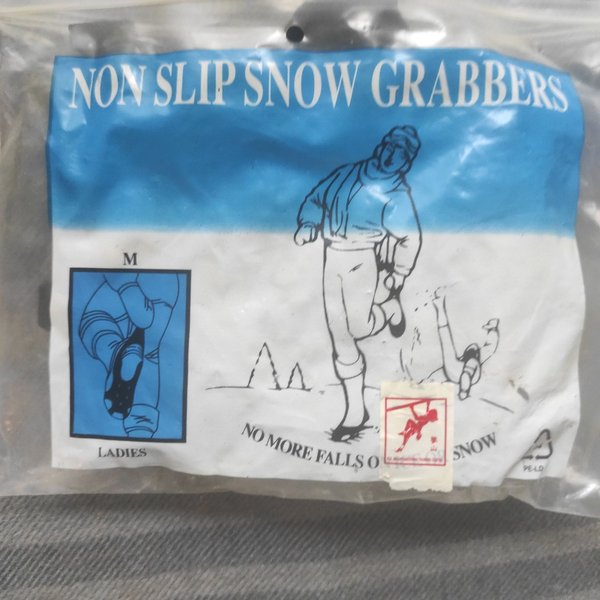 NON SLIP SNOW GRABBERS
M
LADIES
NO MORE FALLS SNOW
PE-LD